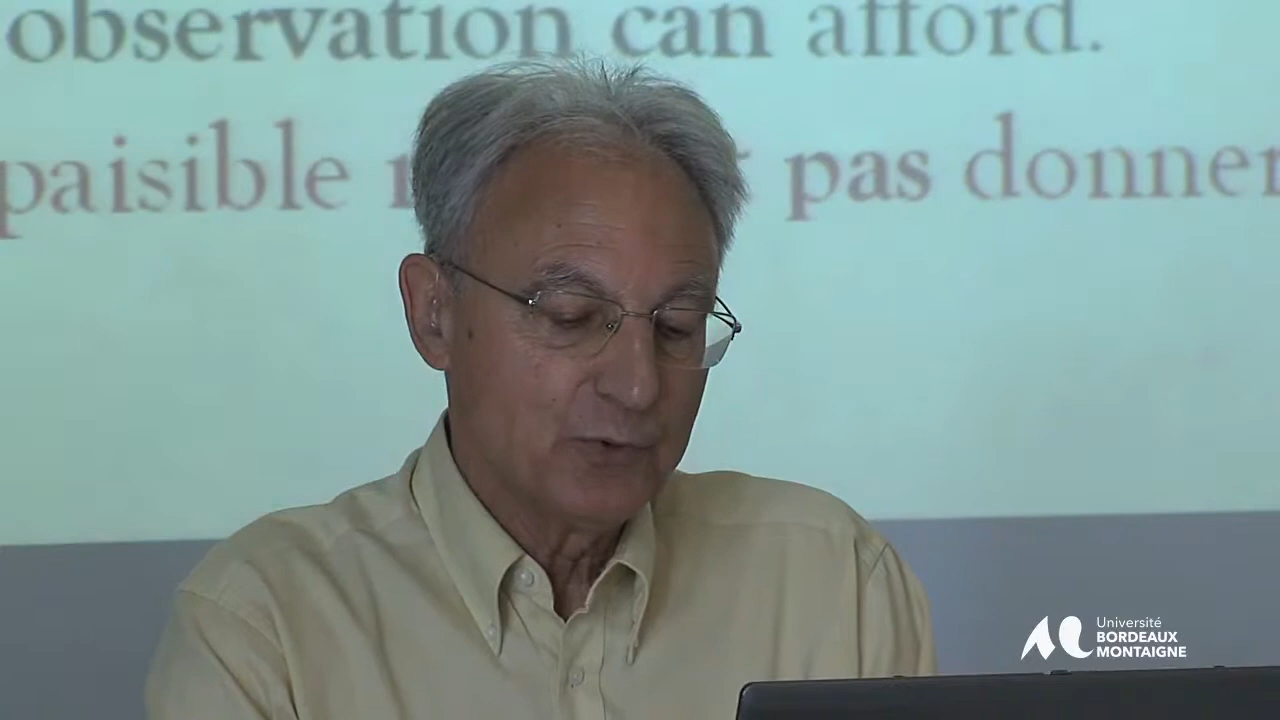 observation can afford.
paisible pas donner
Université
BORDEAUX
MONTAIGNE